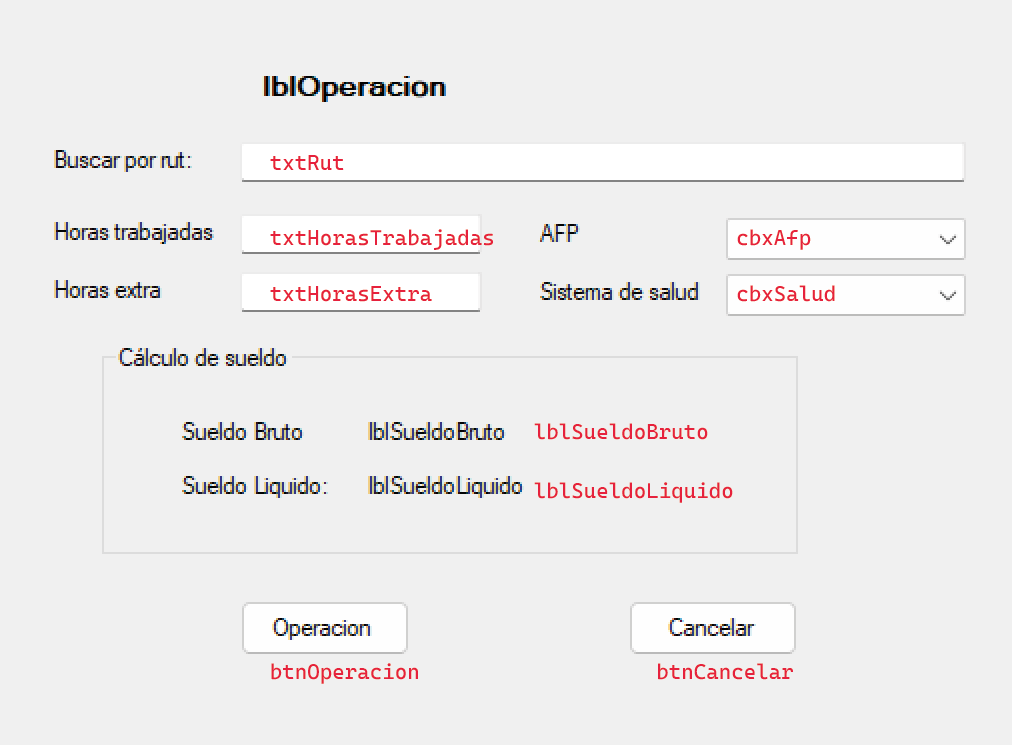 lblOperacion
Buscar por rut: txtRut
Horas trabajadas txtHorasTrabajadas AFP cbxAfp
Horas extra txtHorasExtra Sistema de salud cbxSalud
Cálculo de sueldo
Sueldo Bruto lblSueldoBruto lblSueldoBruto
Sueldo Liquido: lblSueldoLiquido lblSueldoLiquido
Operacion Cancelar
btnOperacion btnCancelar